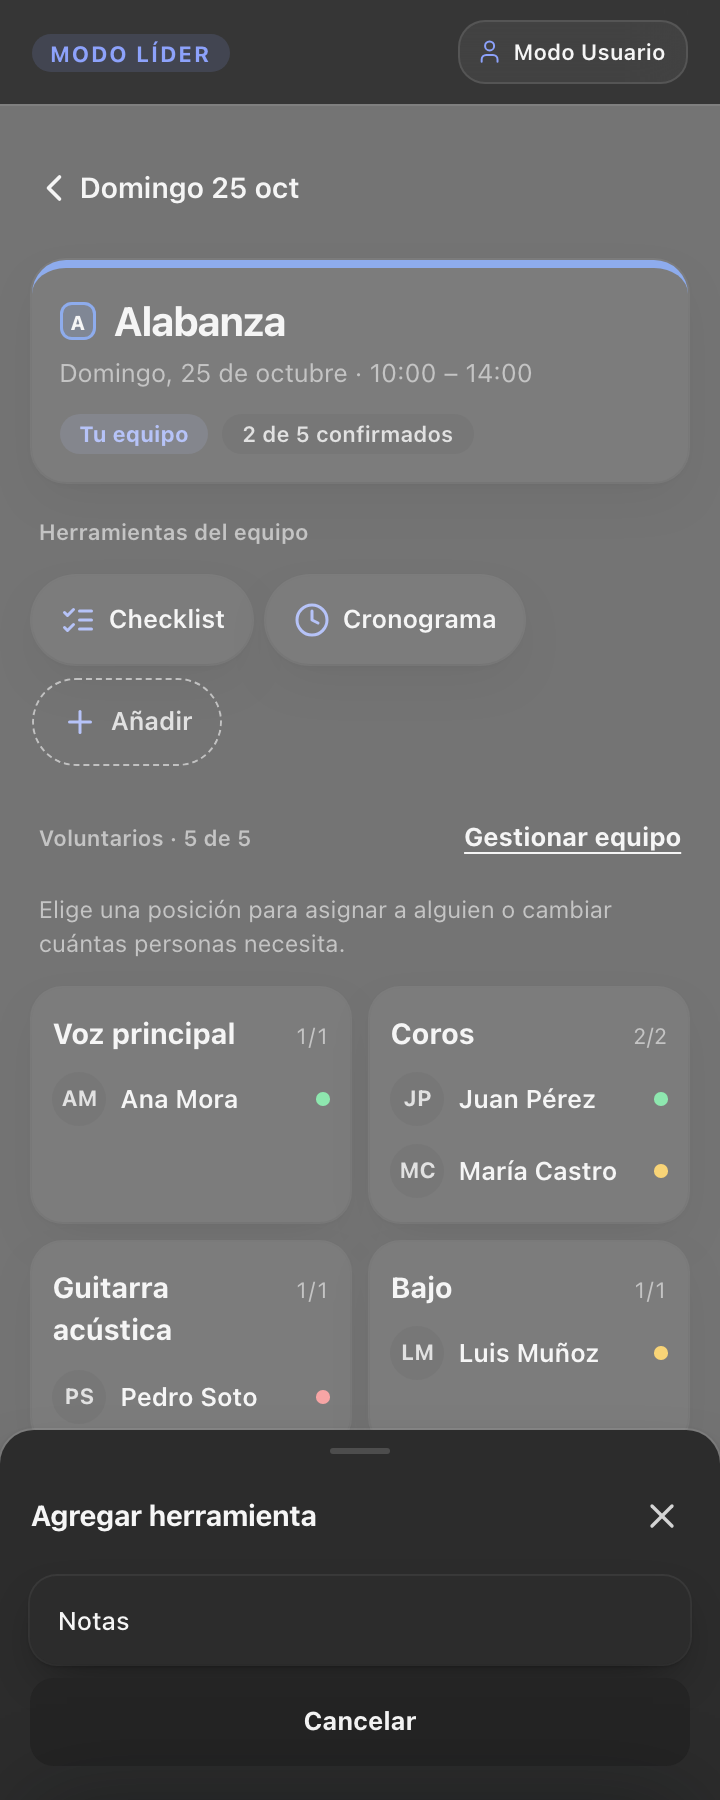 MODO LÍDER
Modo Usuario
Domingo 25 oct
A Alabanza
Domingo, 25 de octubre · 10:00 – 14:00
Tu equipo
2 de 5 confirmados
Herramientas del equipo
Checklist
Cronograma
Añadir
Voluntarios · 5 de 5
Gestionar equipo
Elige una posición para asignar a alguien o cambiar
cuántas personas necesita.
Voz principal 1/1
AM Ana Mora
Coros 2/2
JP Juan Pérez
MC María Castro
Guitarra 1/1
acústica
PS Pedro Soto
Bajo 1/1
LM Luis Muñoz
Agregar herramienta
Notas
Cancelar